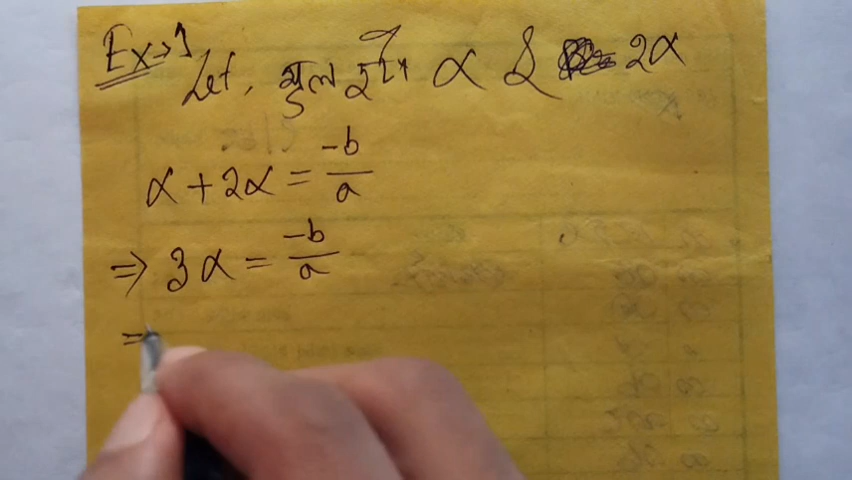 Ex→1
Let, মূল দুটি α & 2α
α + 2α = -b/a
⇒ 3α = -b/a
=